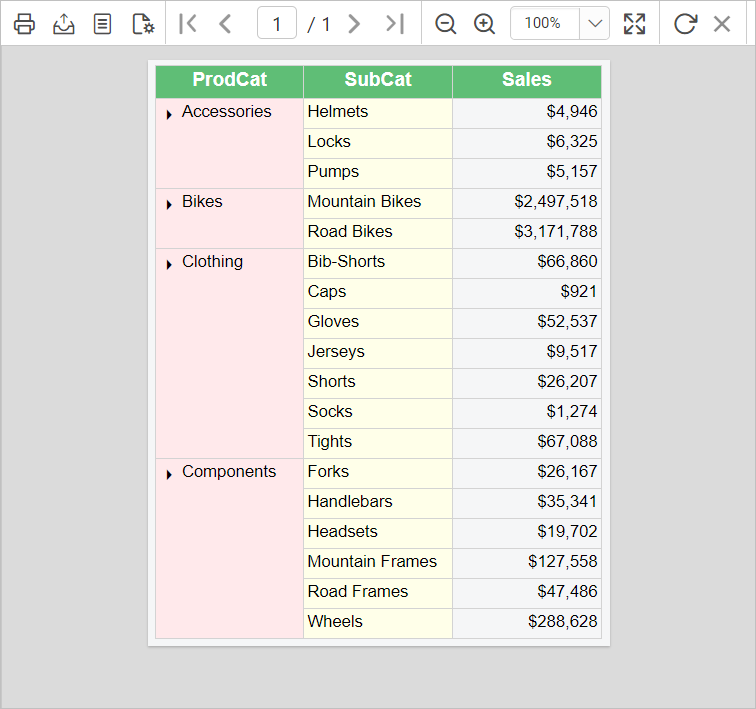 1 / 1 100%
ProdCat SubCat Sales
Accessories Helmets $4,946
Locks $6,325
Pumps $5,157
Bikes Mountain Bikes $2,497,518
Road Bikes $3,171,788
Clothing Bib-Shorts $66,860
Caps $921
Gloves $52,537
Jerseys $9,517
Shorts $26,207
Socks $1,274
Tights $67,088
Components Forks $26,167
Handlebars $35,341
Headsets $19,702
Mountain Frames $127,558
Road Frames $47,486
Wheels $288,628